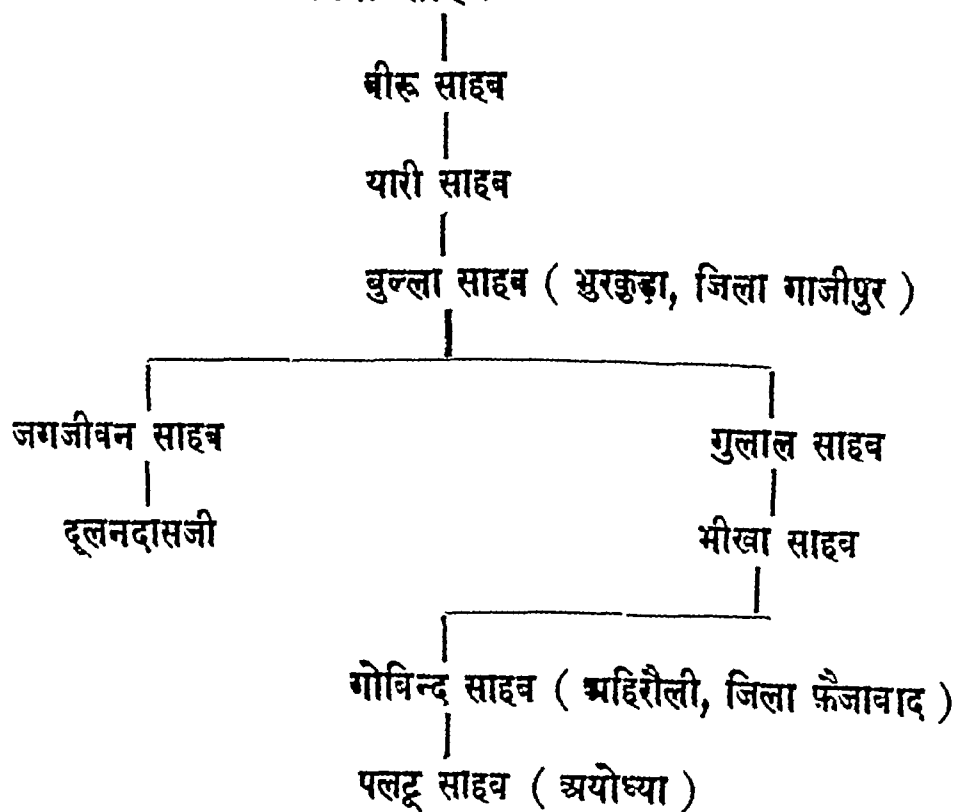 बीरू साहब
यारी साहब
बुल्ला साहब ( भुरकुड़ा, जिला गाजीपुर )
जगजीवन साहब गुलाल साहब
दूलनदासजी भीखा साहब
गोबिन्द साहब ( अहिरौली, जिला फ़ैजाबाद )
पलटू साहब ( अयोध्या )